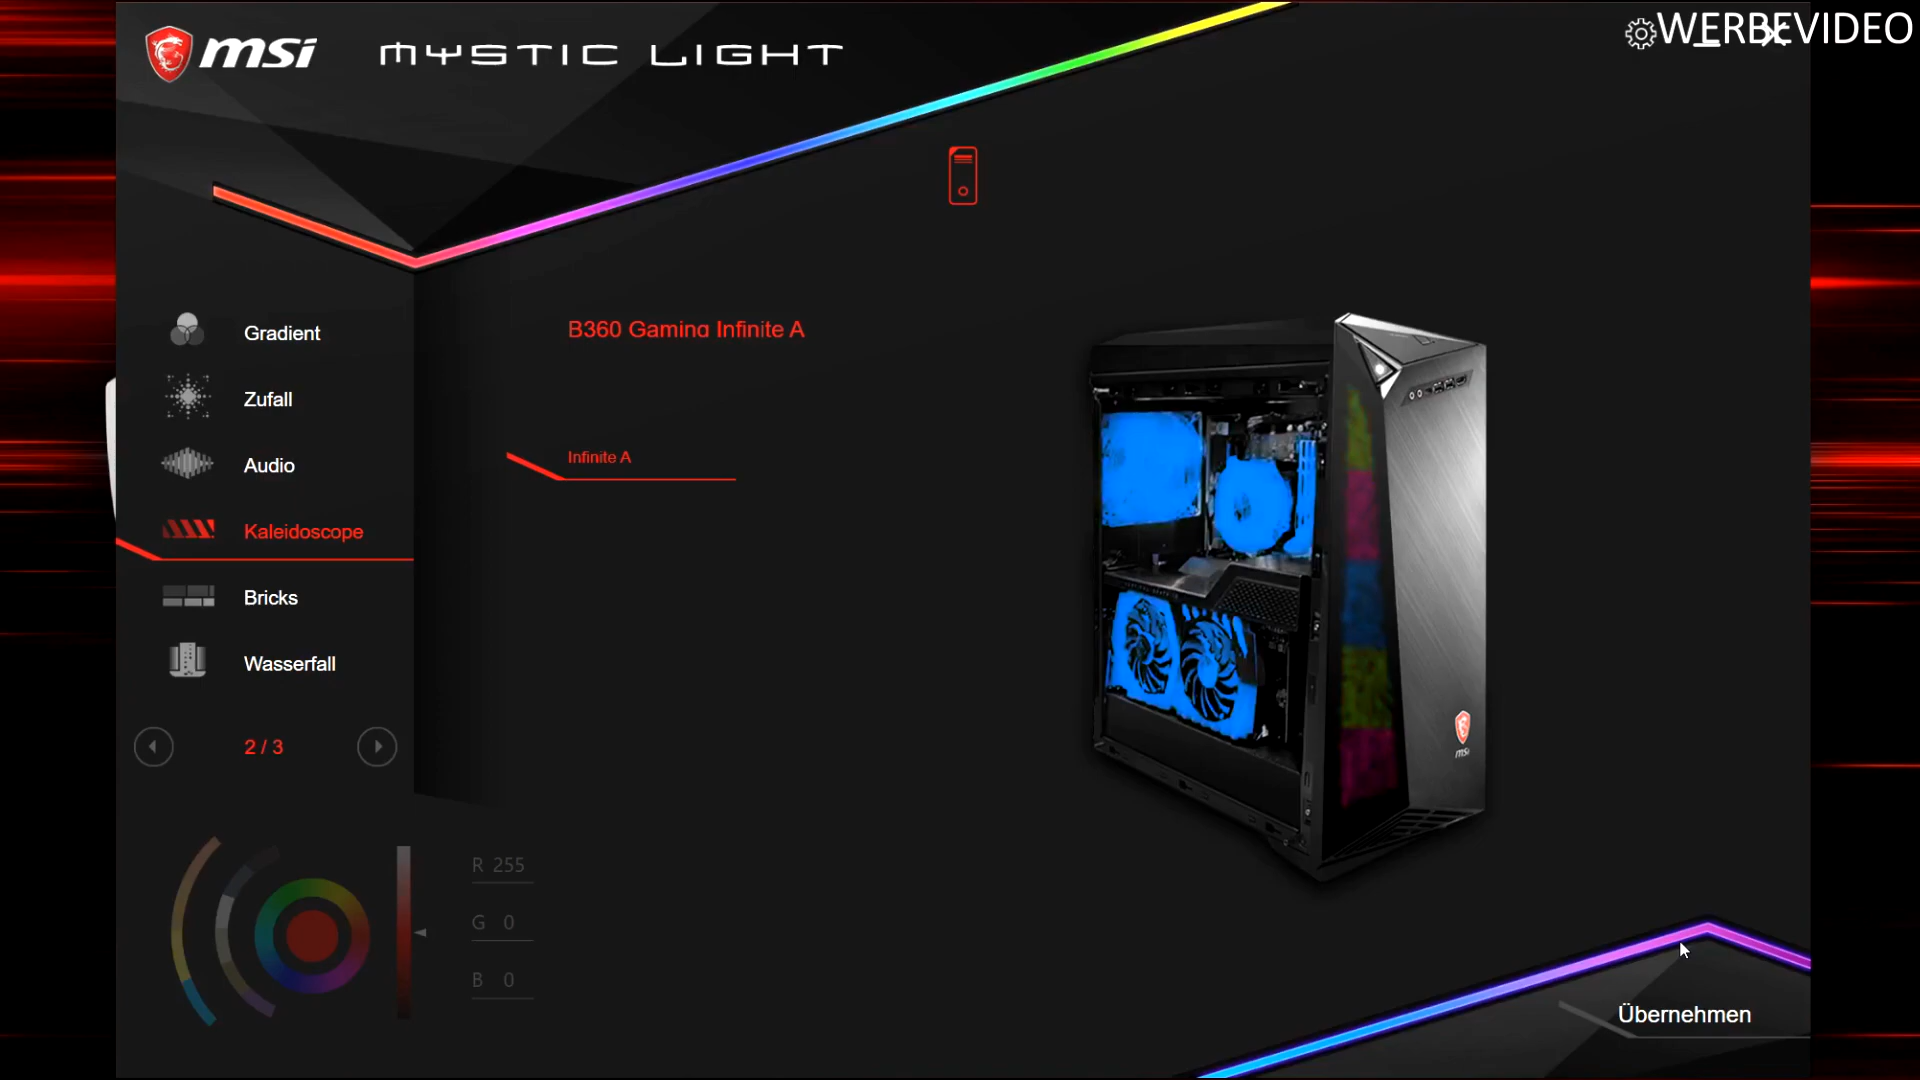 msi MYSTIC LIGHT
WERBEVIDEO
Gradient
Zufall
Audio
Kaleidoscope
Bricks
Wasserfall
2 / 3
B360 Gaming Infinite A
Infinite A
msi
R 255
G 0
B 0
Übernehmen